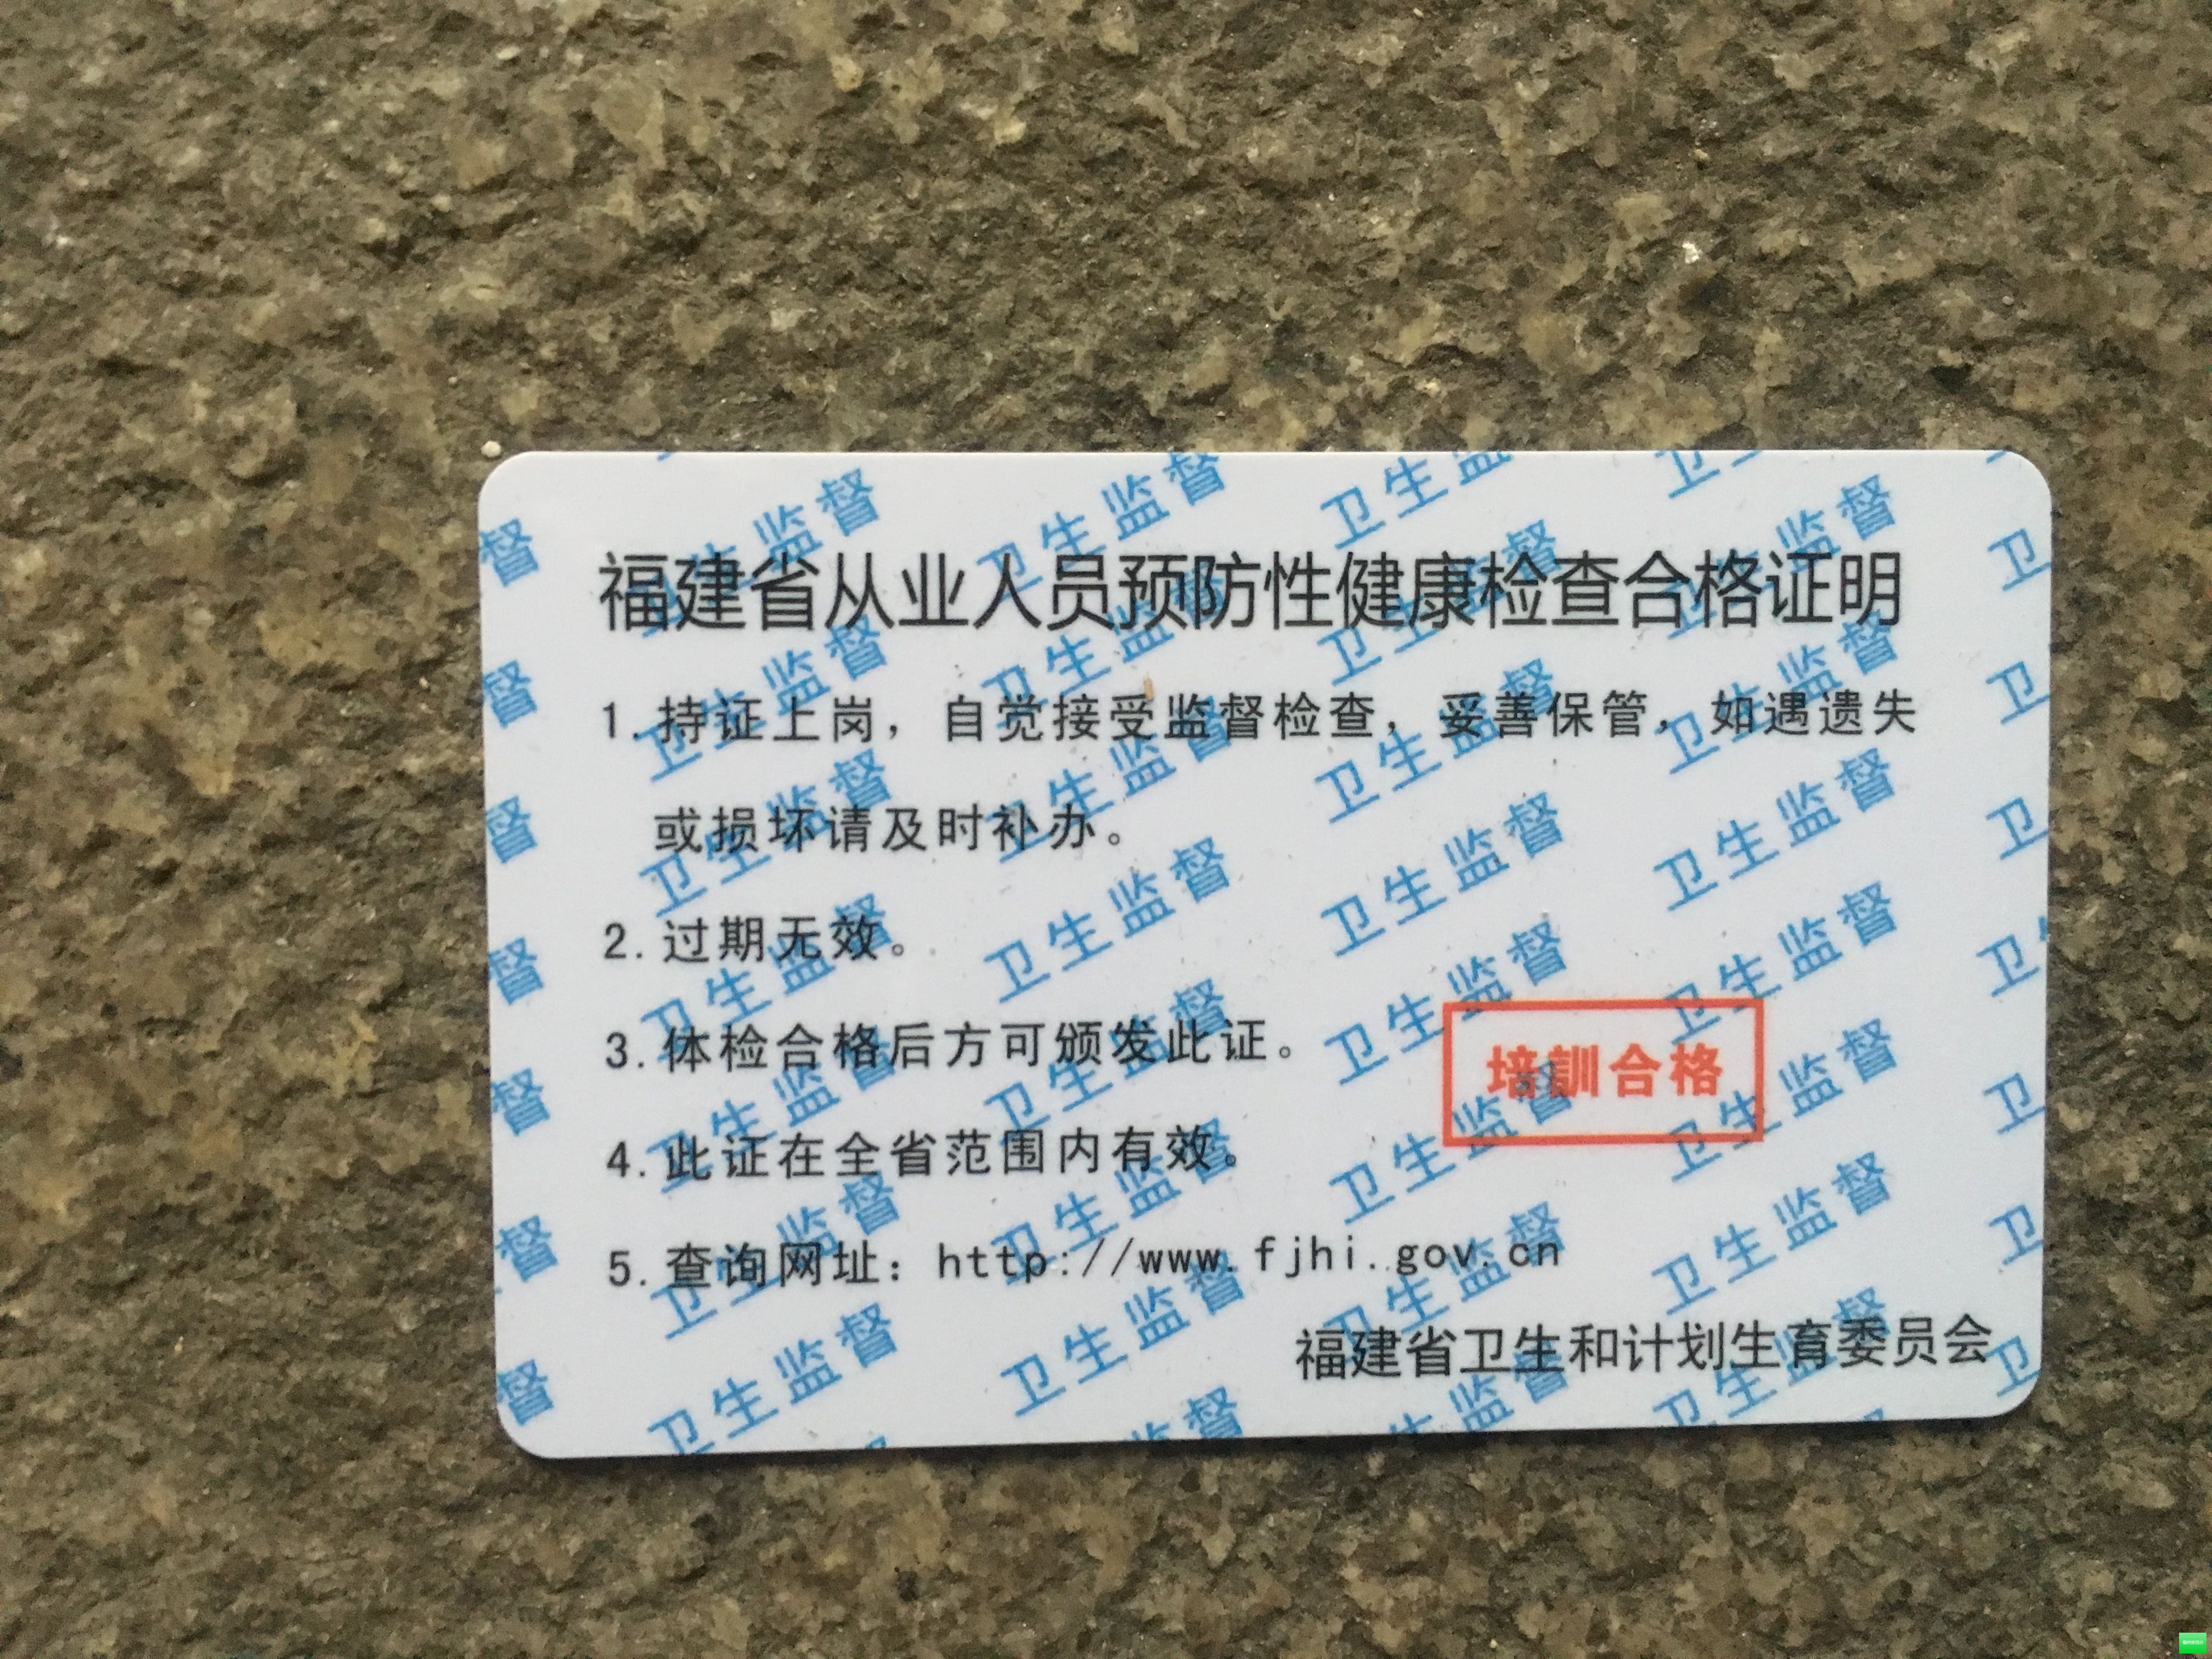 福建省从业人员预防性健康检查合格证明
1.持证上岗，自觉接受监督检查，妥善保管，如遇遗失
或损坏请及时补办。
2.过期无效。
3.体检合格后方可颁发此证。
培訓合格
4.此证在全省范围内有效。
5.查询网址：http://www.fjhi.gov.cn
福建省卫生和计划生育委员会
卫生监督